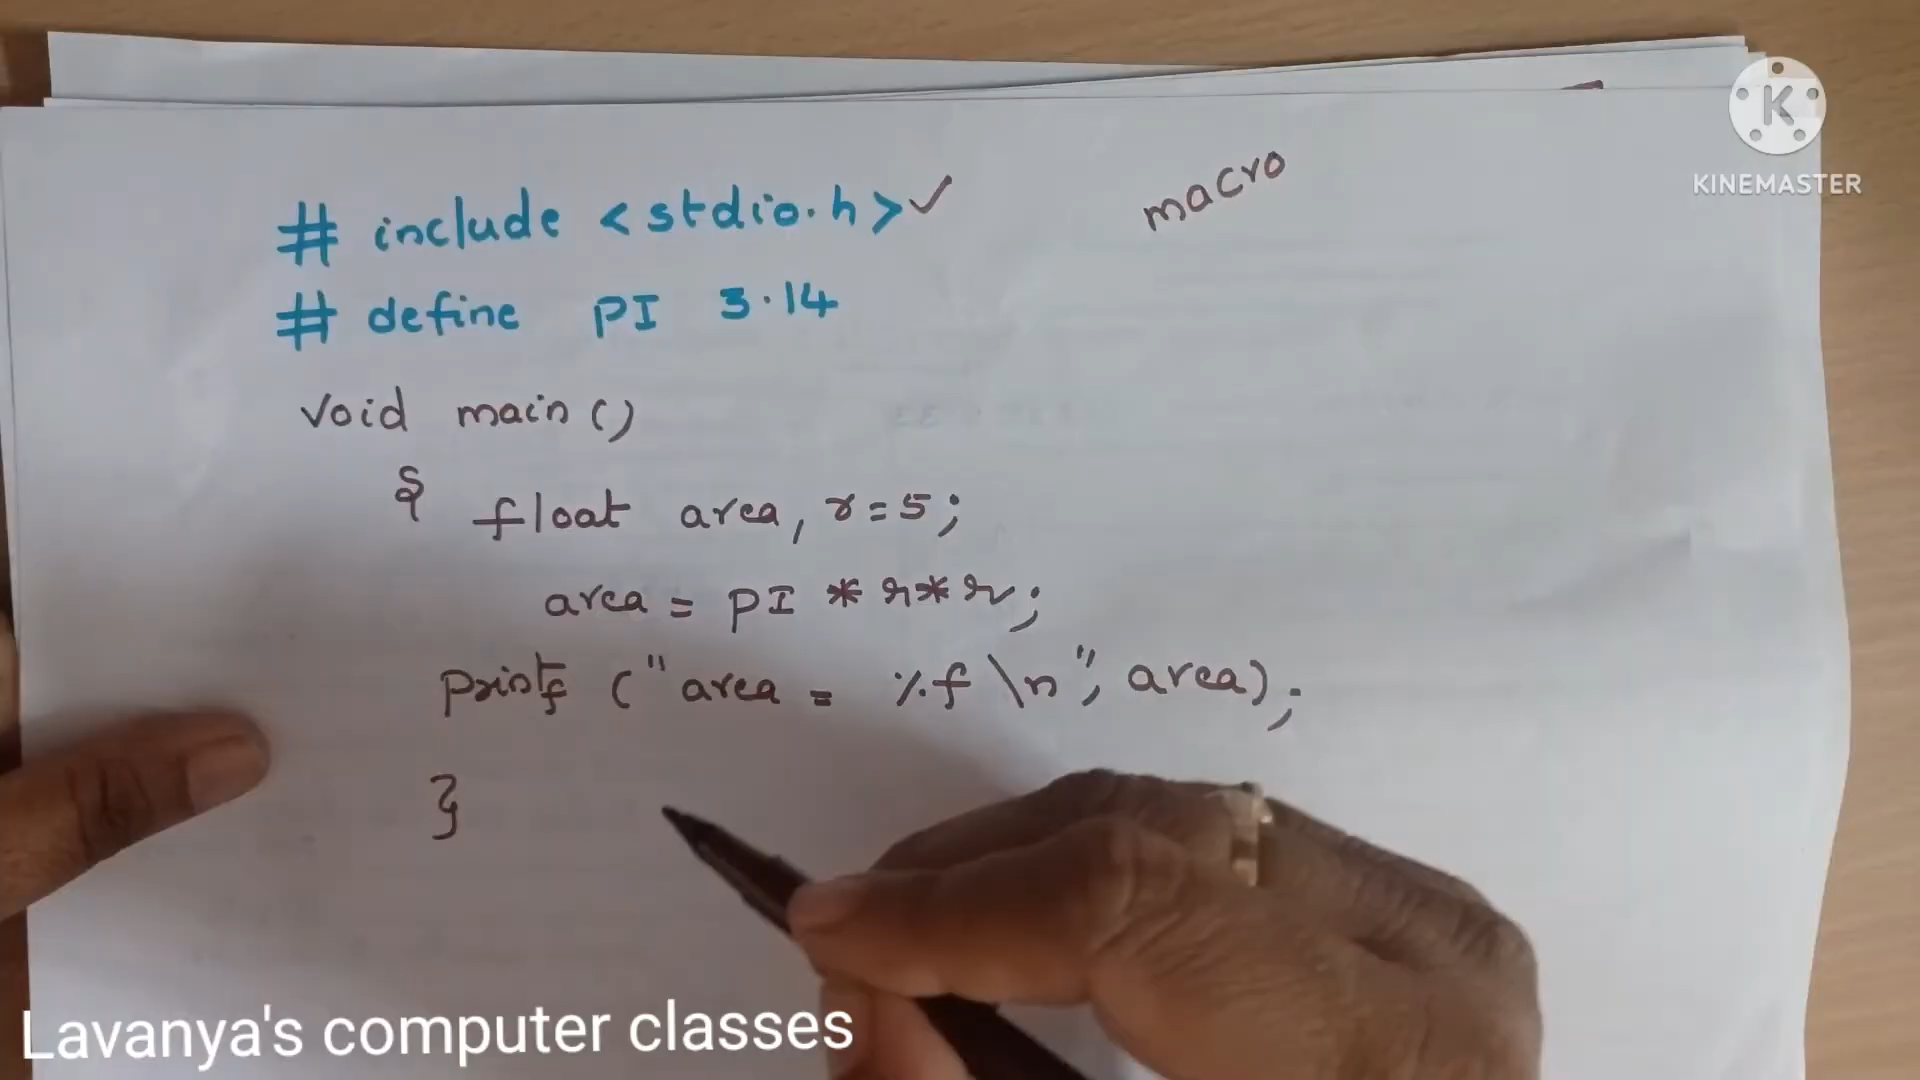 # include <stdio.h> ✓
macro
# define PI 3.14
void main ()
{ float area, r=5;
area = PI * r*r;
printf ("area = %f \n", area);
}
KINEMASTER
Lavanya's computer classes